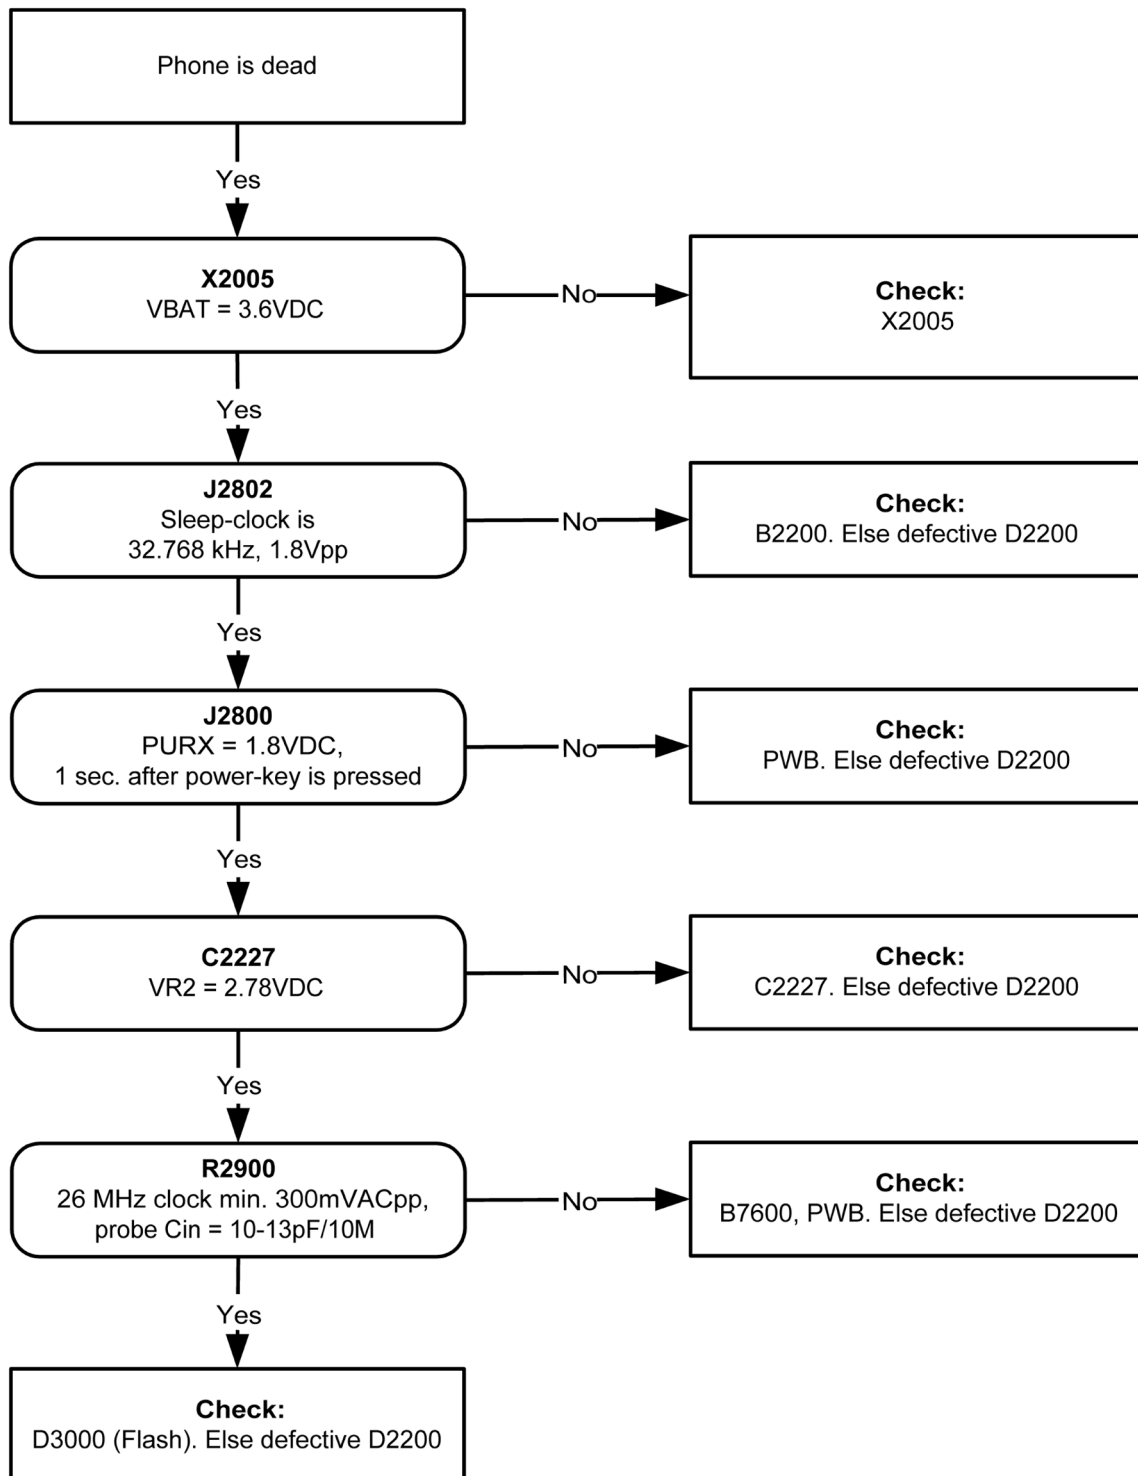 Phone is dead
Yes
X2005
VBAT = 3.6VDC
No
Check:
X2005
Yes
J2802
Sleep-clock is
32.768 kHz, 1.8Vpp
No
Check:
B2200. Else defective D2200
Yes
J2800
PURX = 1.8VDC,
1 sec. after power-key is pressed
No
Check:
PWB. Else defective D2200
Yes
C2227
VR2 = 2.78VDC
No
Check:
C2227. Else defective D2200
Yes
R2900
26 MHz clock min. 300mVACpp,
probe Cin = 10-13pF/10M
No
Check:
B7600, PWB. Else defective D2200
Yes
Check:
D3000 (Flash). Else defective D2200